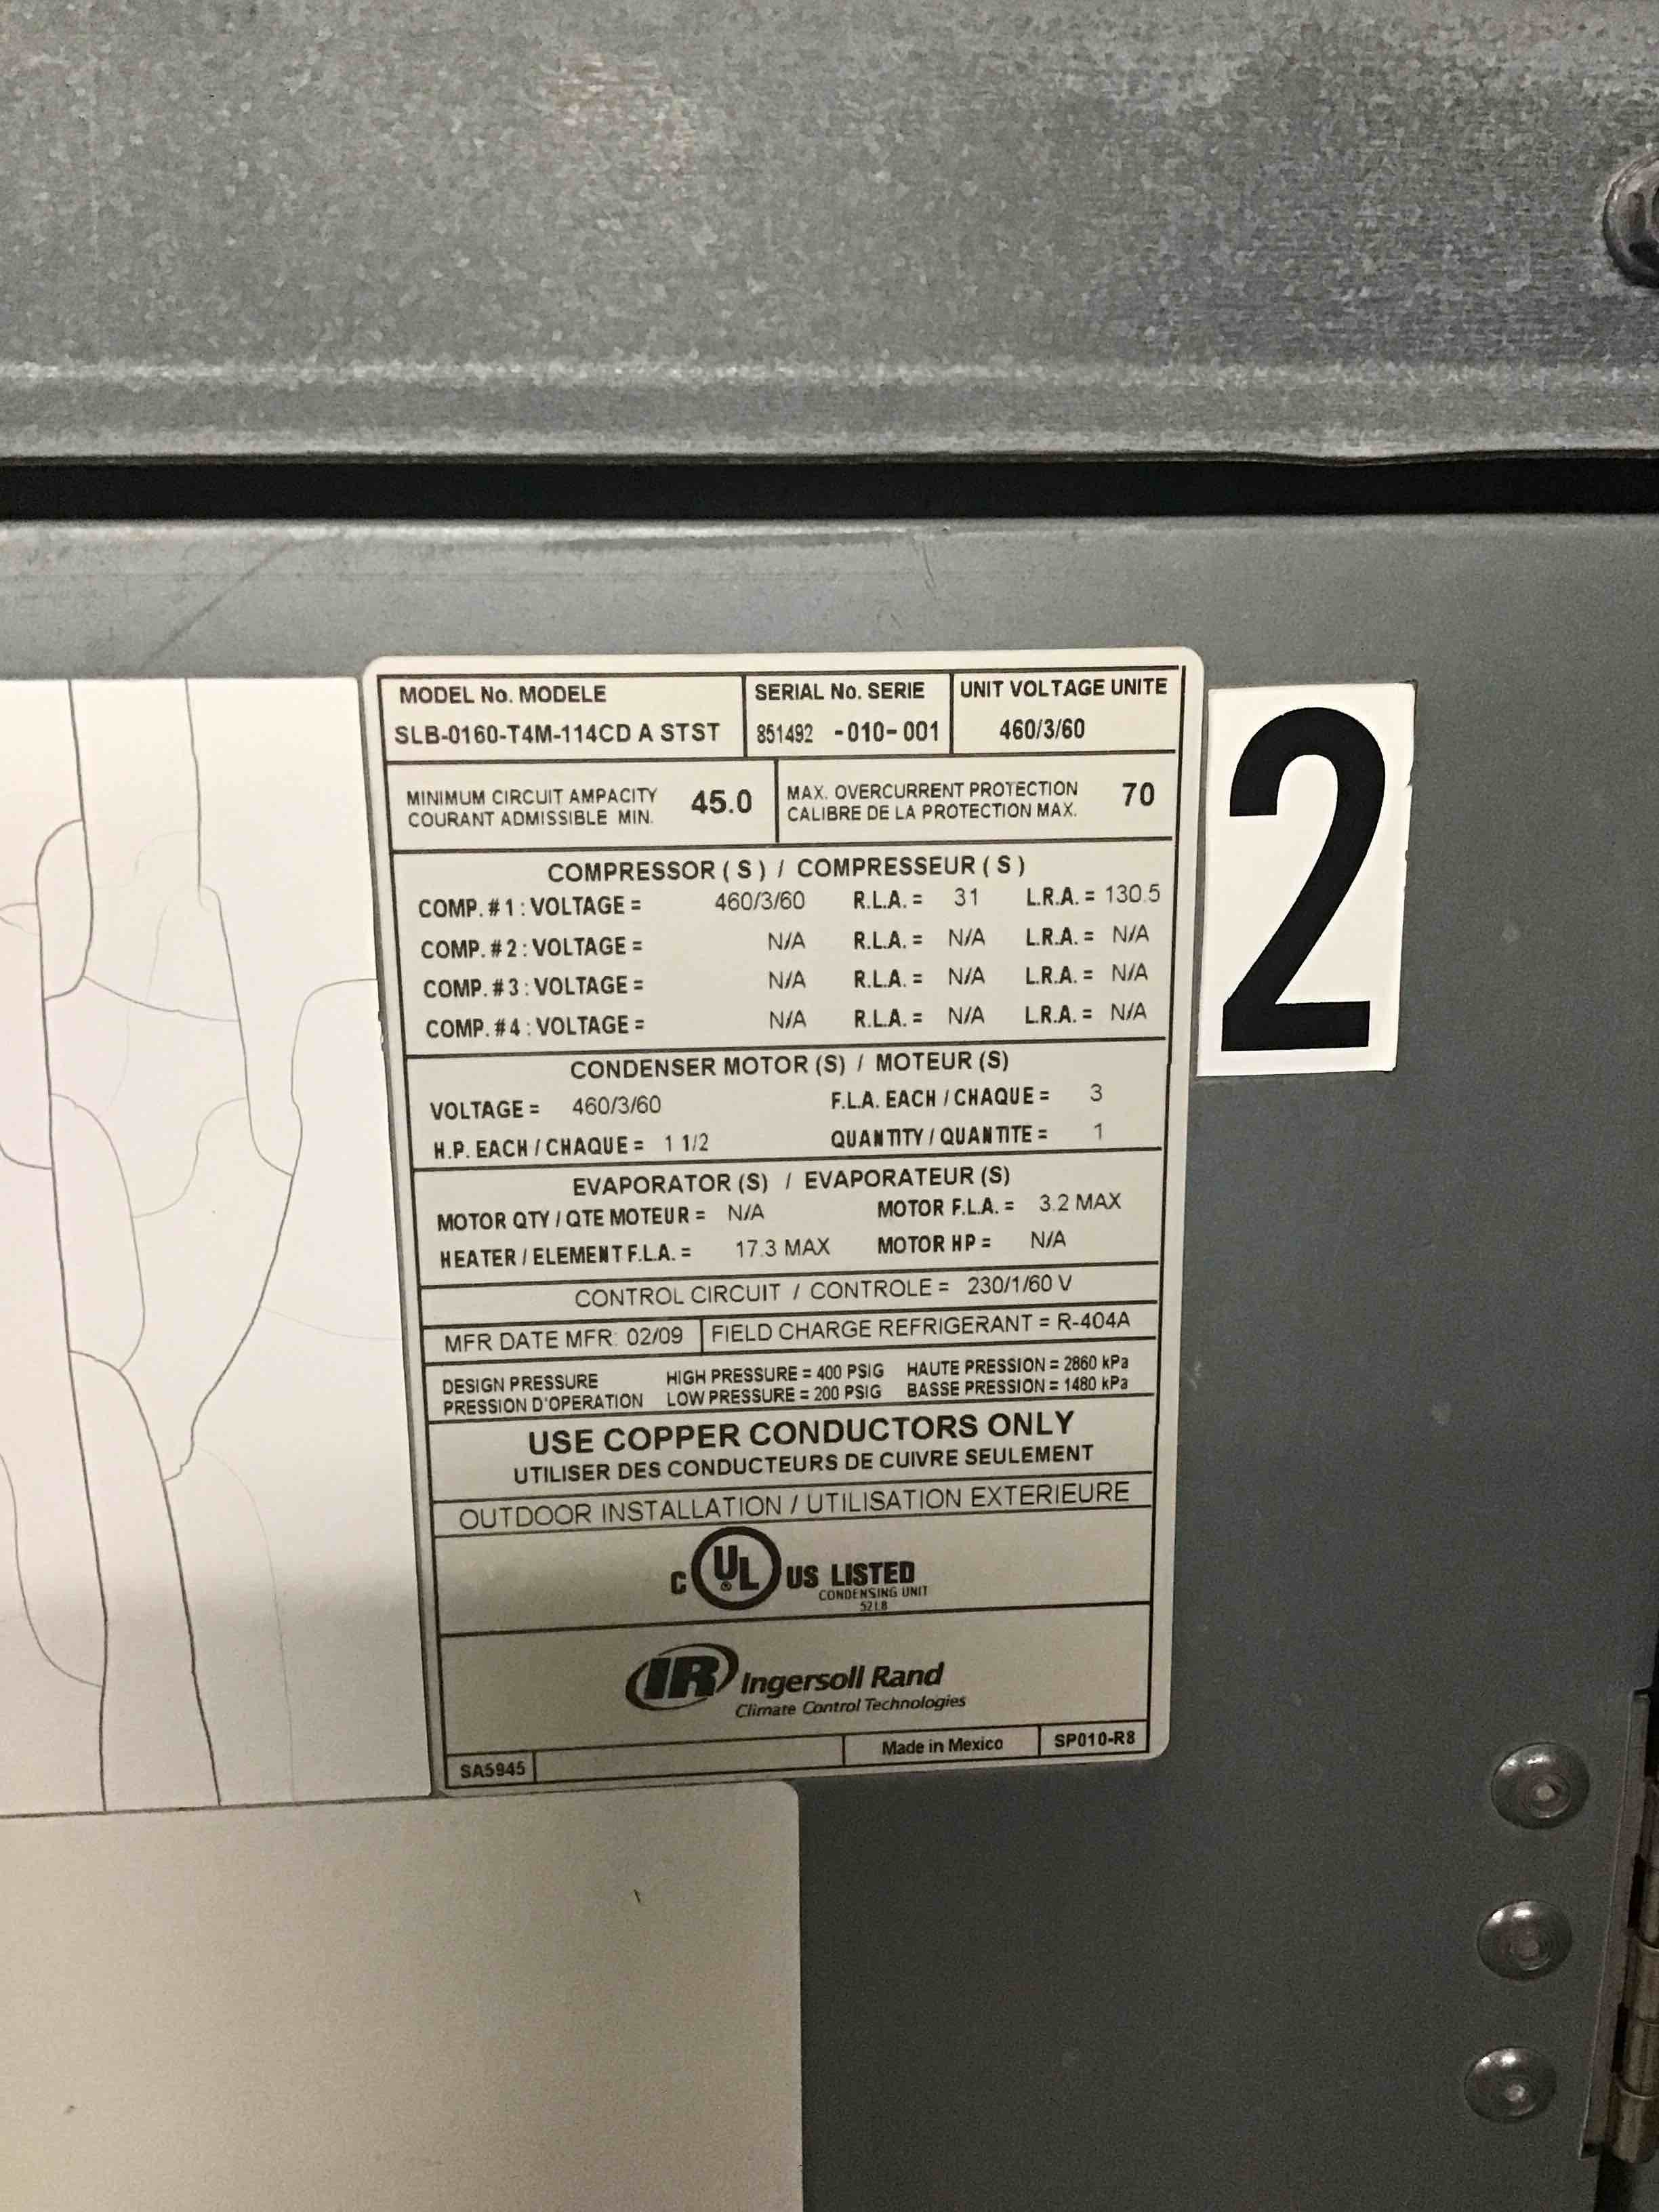 MODEL No. MODELE
SERIAL No. SERIE
UNIT VOLTAGE UNITE
SLB-0160-T4M-114CD A STST
851492 -010-001
460/3/60
MINIMUM CIRCUIT AMPACITY
COURANT ADMISSIBLE MIN.
45.0
MAX. OVERCURRENT PROTECTION
CALIBRE DE LA PROTECTION MAX.
70
2
COMPRESSOR (S) / COMPRESSEUR (S)
COMP. #1 : VOLTAGE = 460/3/60 R.L.A. = 31 L.R.A. = 130.5
COMP. #2 : VOLTAGE = N/A R.L.A. = N/A L.R.A. = N/A
COMP. #3 : VOLTAGE = N/A R.L.A. = N/A L.R.A. = N/A
COMP. #4 : VOLTAGE = N/A R.L.A. = N/A L.R.A. = N/A
CONDENSER MOTOR (S) / MOTEUR (S)
VOLTAGE = 460/3/60 F.L.A. EACH / CHAQUE = 3
H.P. EACH / CHAQUE = 1 1/2 QUANTITY / QUANTITE = 1
EVAPORATOR (S) / EVAPORATEUR (S)
MOTOR QTY / QTE MOTEUR = N/A MOTOR F.L.A. = 3.2 MAX
HEATER / ELEMENT F.L.A. = 17.3 MAX MOTOR HP = N/A
CONTROL CIRCUIT / CONTROLE = 230/1/60 V
MFR DATE MFR: 02/09 FIELD CHARGE REFRIGERANT = R-404A
DESIGN PRESSURE HIGH PRESSURE = 400 PSIG HAUTE PRESSION = 2860 kPa
PRESSION D'OPERATION LOW PRESSURE = 200 PSIG BASSE PRESSION = 1480 kPa
USE COPPER CONDUCTORS ONLY
UTILISER DES CONDUCTEURS DE CUIVRE SEULEMENT
OUTDOOR INSTALLATION / UTILISATION EXTERIEURE
C UL ® US LISTED
CONDENSING UNIT
52L8
IR Ingersoll Rand
Climate Control Technologies
SA5945 Made in Mexico SP010-R8